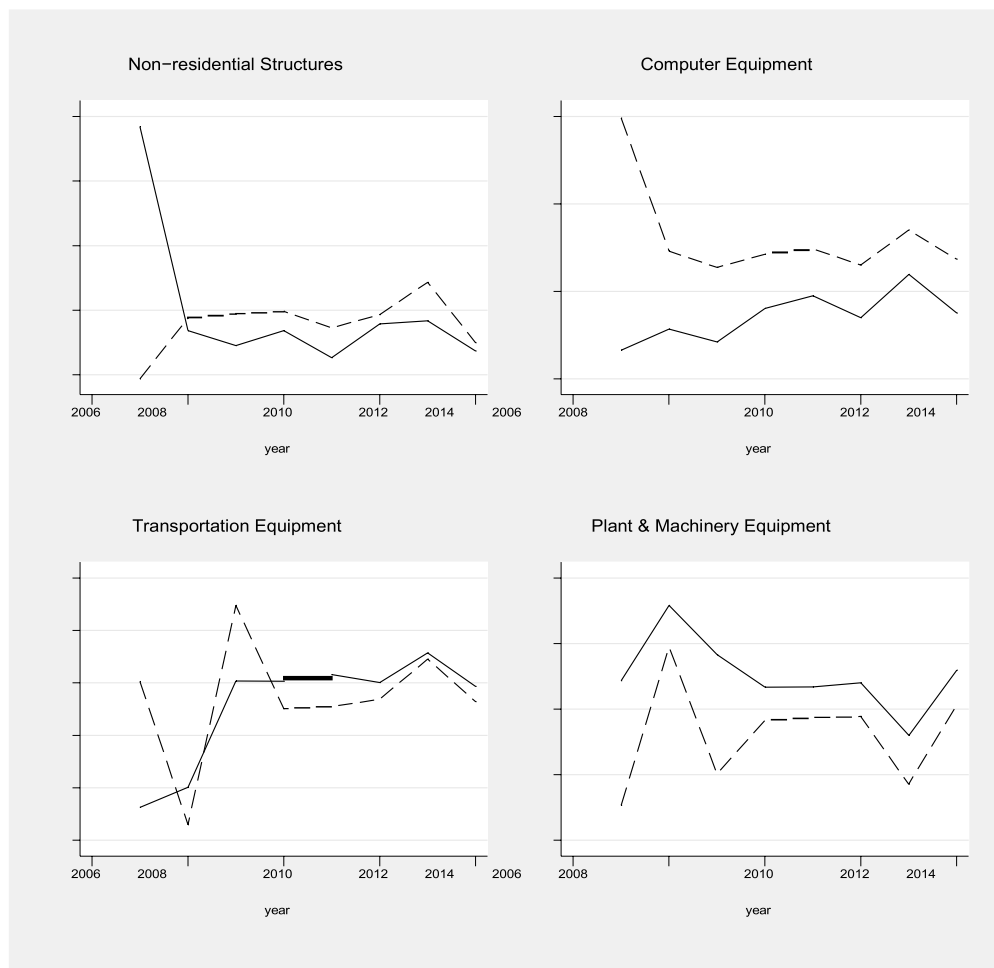 Non−residential Structures
Computer Equipment
2006 2008 2010 2012 2014 2006 2008 2010 2012 2014
year
year
Transportation Equipment
Plant & Machinery Equipment
2006 2008 2010 2012 2014 2006 2008 2010 2012 2014
year
year